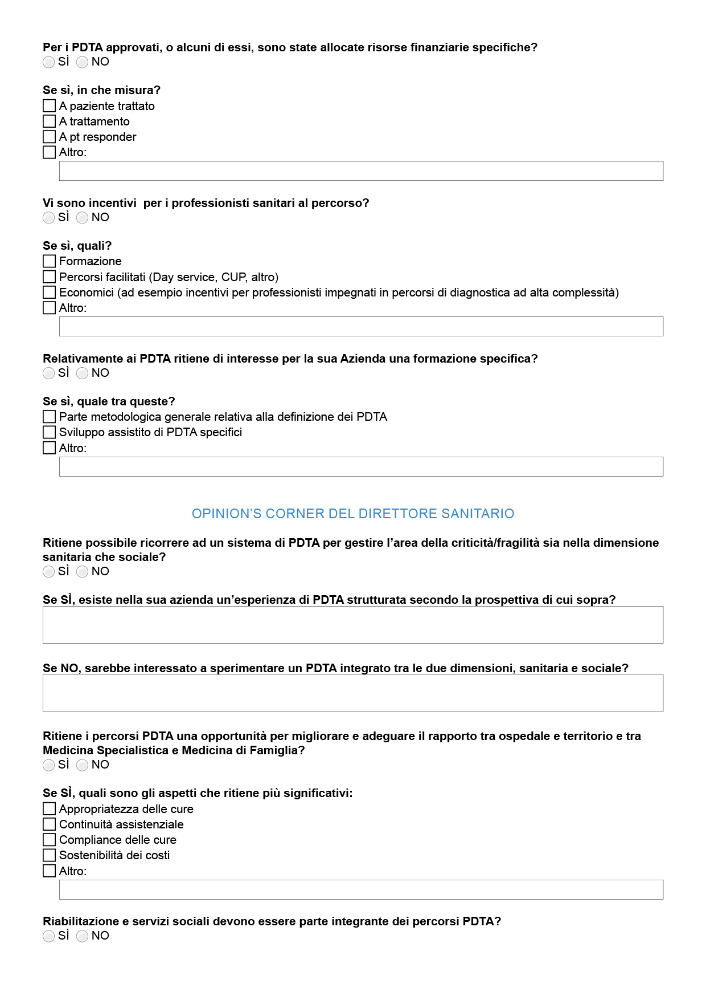 Per i PDTA approvati, o alcuni di essi, sono state allocate risorse finanziarie specifiche?
SÌ NO
Se sì, in che misura?
A paziente trattato
A trattamento
A pt responder
Altro:
Vi sono incentivi  per i professionisti sanitari al percorso?
SÌ NO
Se sì, quali?
Formazione
Percorsi facilitati (Day service, CUP, altro)
Economici (ad esempio incentivi per professionisti impegnati in percorsi di diagnostica ad alta complessità)
Altro:
Relativamente ai PDTA ritiene di interesse per la sua Azienda una formazione specifica?
SÌ NO
Se sì, quale tra queste?
Parte metodologica generale relativa alla definizione dei PDTA
Sviluppo assistito di PDTA specifici
Altro:
OPINION’S CORNER DEL DIRETTORE SANITARIO
Ritiene possibile ricorrere ad un sistema di PDTA per gestire l’area della criticità/fragilità sia nella dimensione
sanitaria che sociale?
SÌ NO
Se SÌ, esiste nella sua azienda un’esperienza di PDTA strutturata secondo la prospettiva di cui sopra?
Se NO, sarebbe interessato a sperimentare un PDTA integrato tra le due dimensioni, sanitaria e sociale?
Ritiene i percorsi PDTA una opportunità per migliorare e adeguare il rapporto tra ospedale e territorio e tra
Medicina Specialistica e Medicina di Famiglia?
SÌ NO
Se SÌ, quali sono gli aspetti che ritiene più significativi:
Appropriatezza delle cure
Continuità assistenziale
Compliance delle cure
Sostenibilità dei costi
Altro:
Riabilitazione e servizi sociali devono essere parte integrante dei percorsi PDTA?
SÌ NO